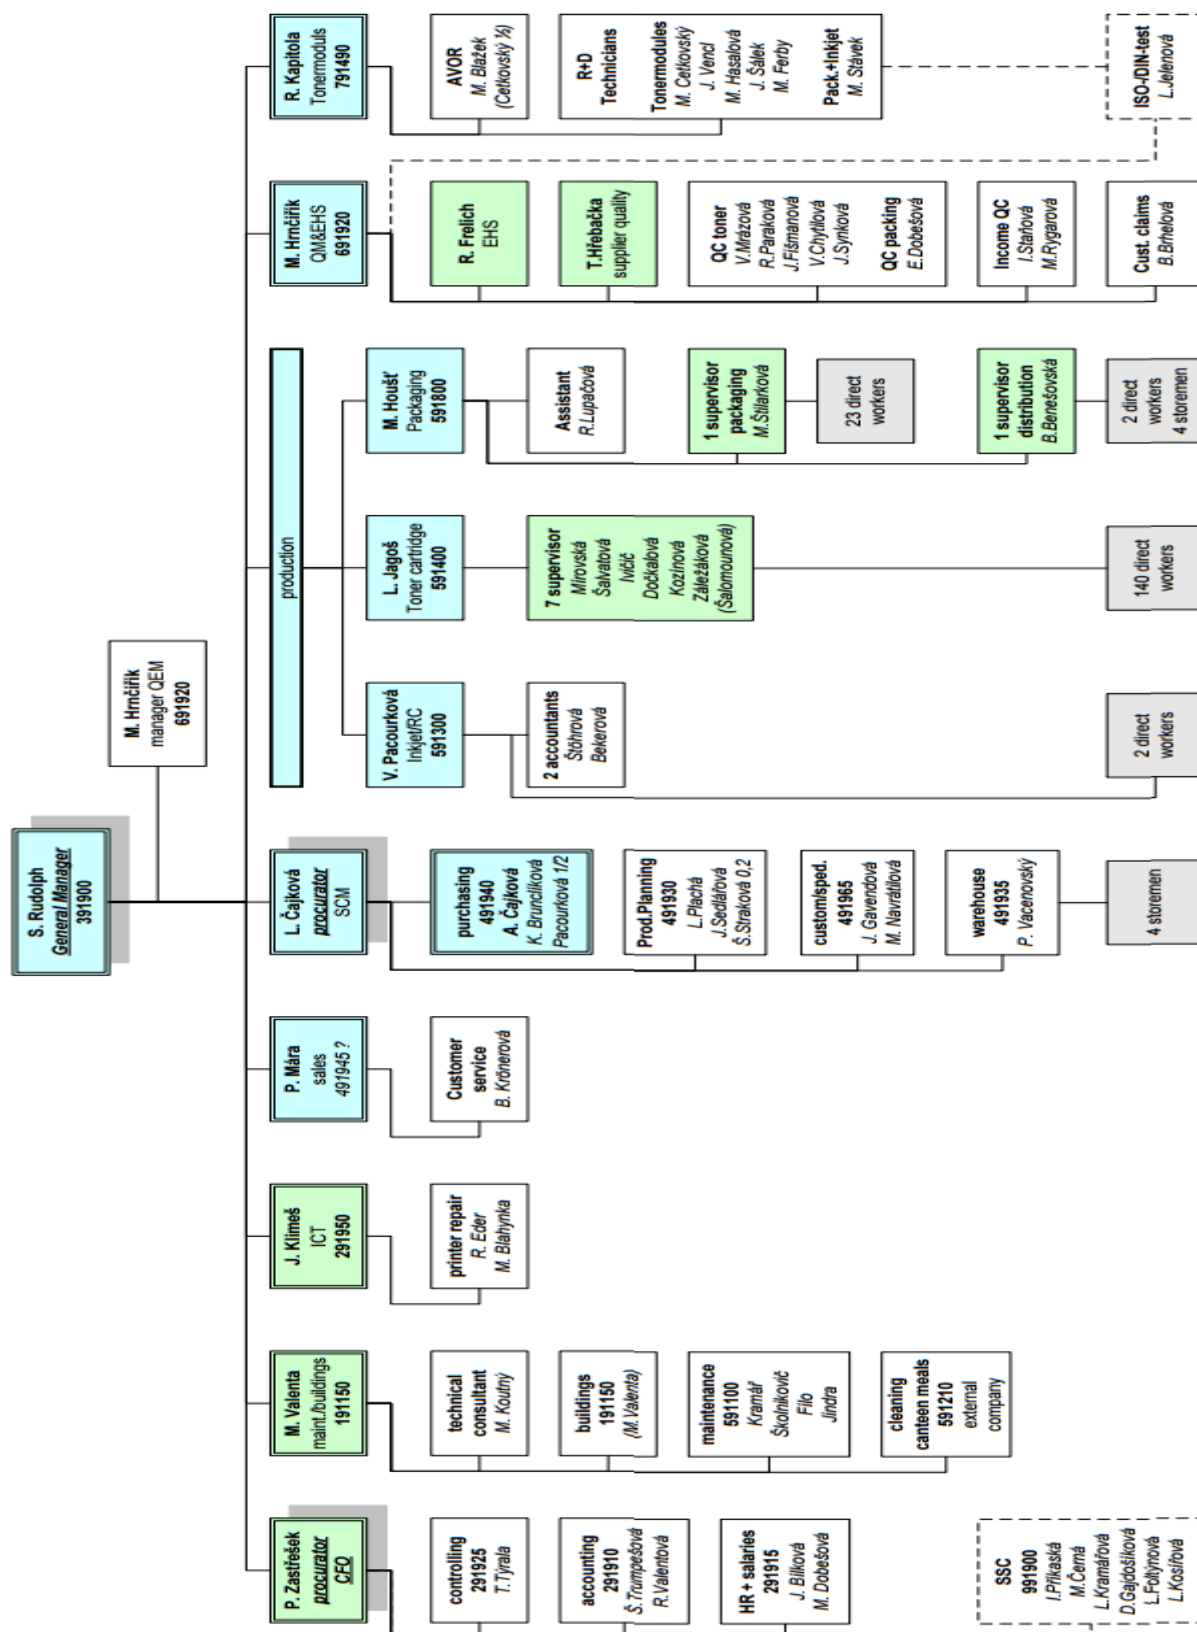 S. Rudolph
General Manager
391900
M. Hrnčiřík
manager QEM
691920
P. Zastřešek
procurator
CFO
M. Valenta
maint./buildings
191150
J. Klimeš
ICT
291950
P. Mára
sales
491945 ?
L. Čajková
procurator
SCM
production
M. Hrnčiřík
QM&EHS
691920
R. Kapitola
Tonermoduls
791490
V. Pacourková
Inkjet/RC
591300
L. Jagoš
Toner cartridge
591400
M. Houšť
Packaging
591800
controlling
291925
T.Týrala
accounting
291910
Š.Trumpešová
R.Valentová
HR + salaries
291915
J. Bílková
M. Dobešová
SSC
991900
I.Přikaská
M.Černá
L.Kramářová
D.Gajdošíková
L.Foltýnová
L.Kosířová
technical
consultant
M. Koutný
buildings
191150
(M.Valenta)
maintenance
591100
Kramář
Školnikovič
Filo
Jindra
cleaning
canteen meals
591210
external
company
printer repair
R. Eder
M. Blahynka
Customer
service
B. Krönerová
purchasing
491940
A. Čajková
K. Brunclíková
Pacourková 1/2
Prod.Planning
491930
L.Plachá
J.Sedlářová
Š.Straková 0,2
custom/sped.
491965
J. Gavendová
M. Navrátilová
warehouse
491935
P. Vacenovský
4 storemen
2 accountants
Štöhrová
Bekerová
2 direct
workers
7 supervisor
Mirovská
Šalvatová
Ivičič
Dočkalová
Kozinová
Záležáková
(Šalomounová)
140 direct
workers
Assistant
R.Lupačová
1 supervisor
packaging
M.Štilarková
23 direct
workers
1 supervisor
distribution
B.Benešovská
2 direct
workers
4 storemen
R. Frelich
EHS
T.Hřebačka
supplier quality
QC toner
V.Mrázová
R.Paraková
J.Fišmanová
V.Chytilová
J.Synková
QC packing
E.Dobešová
Income QC
I.Staňová
M.Rygarová
Cust. claims
B.Brhelová
AVOR
M. Blažek
(Cetkovský ½)
R+D
Technicians
Tonermodules
M. Cetkovský
J. Vencl
M. Hasalová
J. Šálek
M. Ferby
Pack.+Inkjet
M. Stávek
ISO-/DIN-test
L.Jelenová